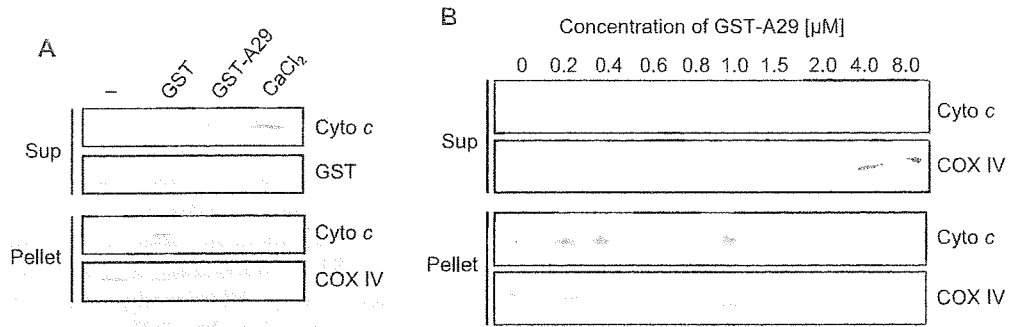 A
– GST GST-A29 CaCl₂
Sup
Cyto c
GST
Pellet
Cyto c
COX IV
B
Concentration of GST-A29 [µM]
0 0.2 0.4 0.6 0.8 1.0 1.5 2.0 4.0 8.0
Sup
Cyto c
COX IV
Pellet
Cyto c
COX IV